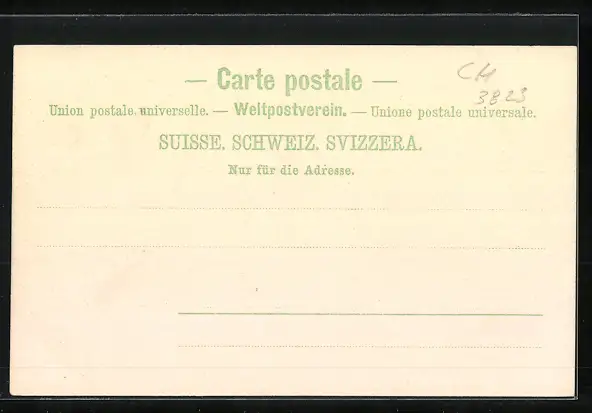 — Carte postale —
CH
3823
Union postale universelle. — Weltpostverein. — Unione postale universale.
SUISSE. SCHWEIZ. SVIZZERA.
Nur für die Adresse.